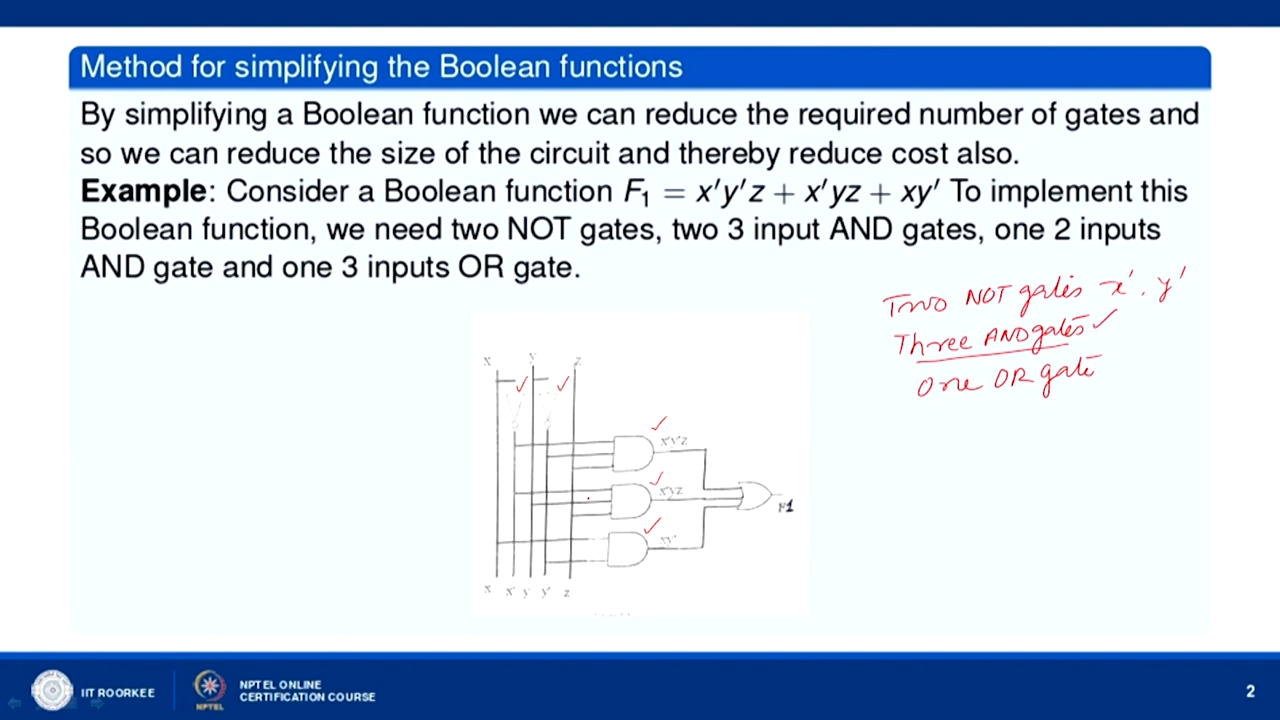 Method for simplifying the Boolean functions
By simplifying a Boolean function we can reduce the required number of gates and
so we can reduce the size of the circuit and thereby reduce cost also.
Example: Consider a Boolean function F₁ = x′y′z + x′yz + xy′ To implement this
Boolean function, we need two NOT gates, two 3 input AND gates, one 2 inputs
AND gate and one 3 inputs OR gate.
Two NOT gates x′, y′
Three AND gates ✓
One OR gate
x y z
x'y'z
x'yz
F1
xy'
x x' y y' z
IIT ROORKEE
NPTEL
NPTEL ONLINE
CERTIFICATION COURSE
2